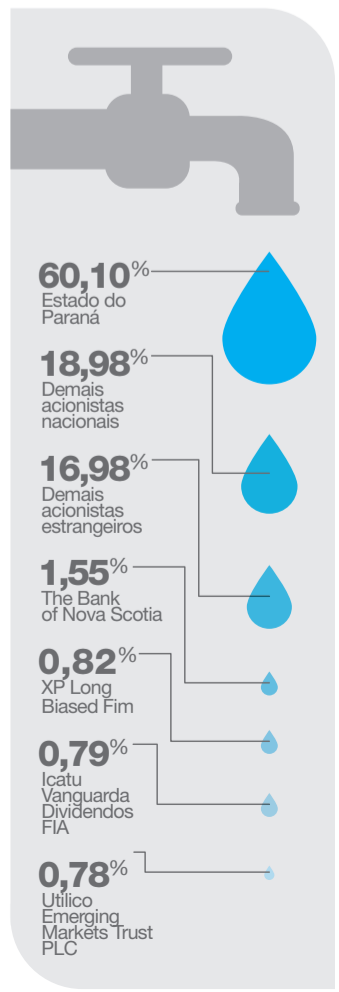 60,10%
Estado do
Paraná
18,98%
Demais
acionistas
nacionais
16,98%
Demais
acionistas
estrangeiros
1,55%
The Bank
of Nova Scotia
0,82%
XP Long
Biased Fim
0,79%
Icatu
Vanguarda
Dividendos
FIA
0,78%
Utilico
Emerging
Markets Trust
PLC